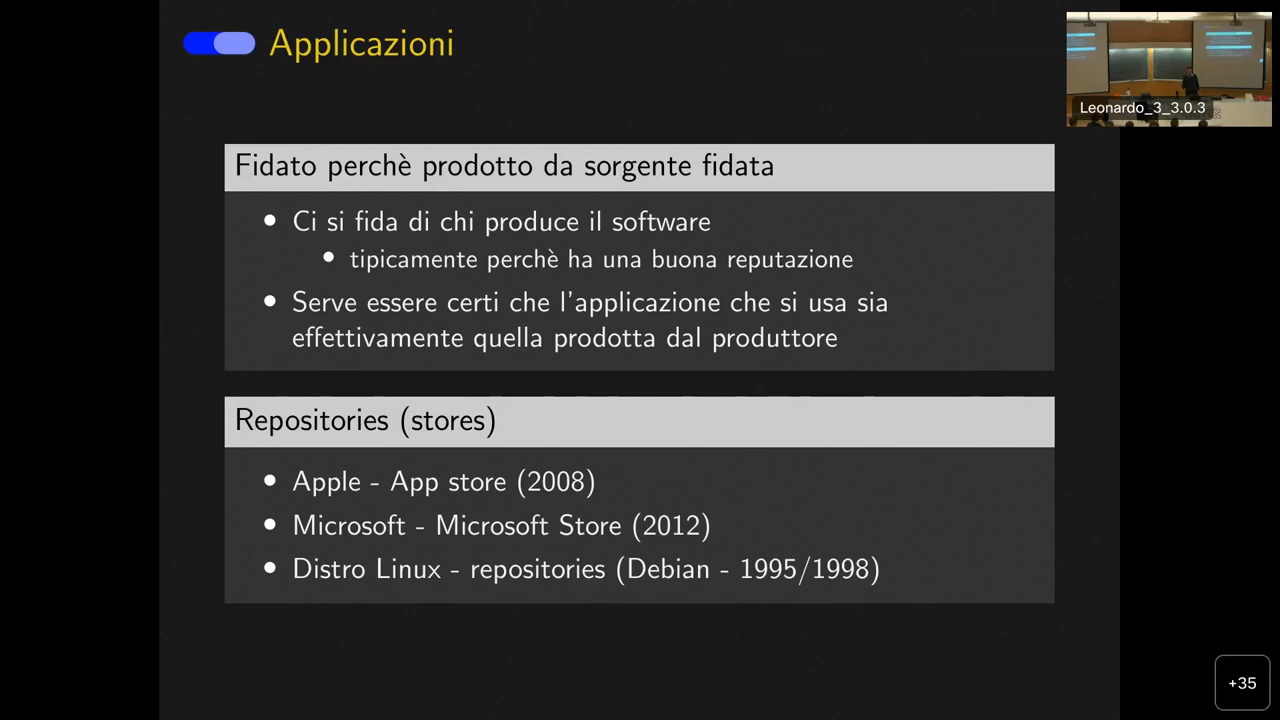 Applicazioni
Leonardo_3_3.0.3
Fidato perchè prodotto da sorgente fidata
Ci si fida di chi produce il software
tipicamente perchè ha una buona reputazione
Serve essere certi che l'applicazione che si usa sia
effettivamente quella prodotta dal produttore
Repositories (stores)
Apple - App store (2008)
Microsoft - Microsoft Store (2012)
Distro Linux - repositories (Debian - 1995/1998)
+35